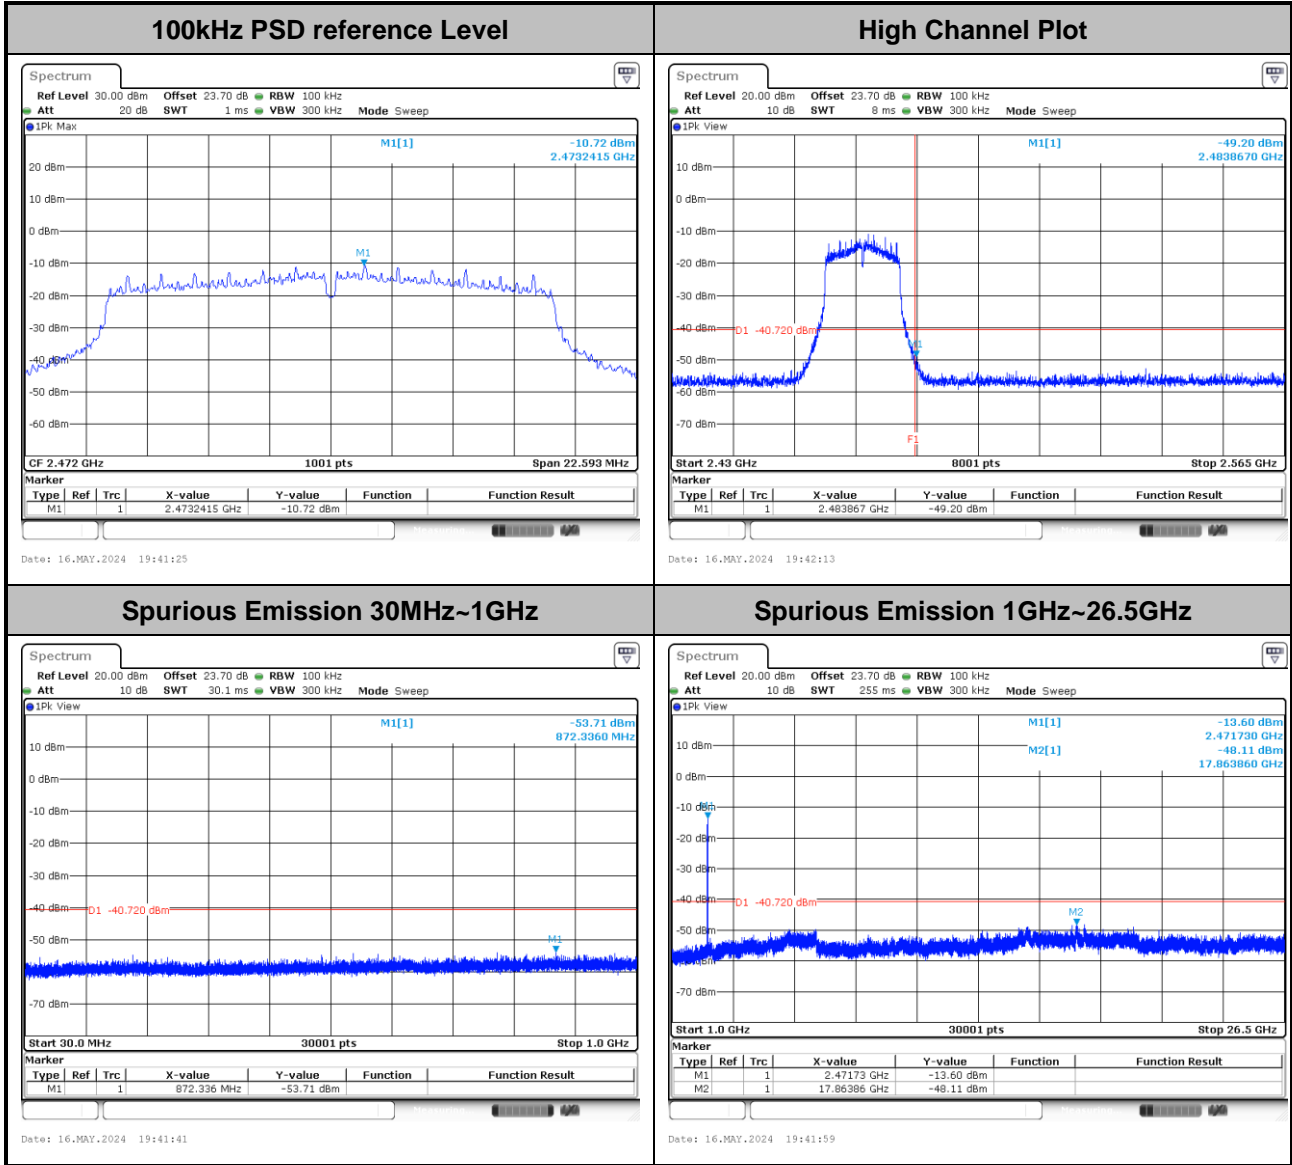 100kHz PSD reference Level
Spectrum
Ref Level 30.00 dBm Offset 23.70 dB RBW 100 kHz
Att 20 dB SWT 1 ms VBW 300 kHz Mode Sweep
1Pk Max
M1[1] -10.72 dBm
2.4732415 GHz
20 dBm
10 dBm
0 dBm
M1
-10 dBm
-20 dBm
-30 dBm
-40 dBm
-50 dBm
-60 dBm
CF 2.472 GHz 1001 pts Span 22.593 MHz
Marker
Type Ref Trc X-value Y-value Function Function Result
M1 1 2.4732415 GHz -10.72 dBm
Date: 16.MAY.2024 19:41:25
High Channel Plot
Spectrum
Ref Level 20.00 dBm Offset 23.70 dB RBW 100 kHz
Att 10 dB SWT 8 ms VBW 300 kHz Mode Sweep
1Pk View
M1[1] -49.20 dBm
2.4838670 GHz
10 dBm
0 dBm
-10 dBm
-20 dBm
-30 dBm
-40 dBm
D1 -40.720 dBm
M1
-50 dBm
-60 dBm
-70 dBm
F1
Start 2.43 GHz 8001 pts Stop 2.565 GHz
Marker
Type Ref Trc X-value Y-value Function Function Result
M1 1 2.483867 GHz -49.20 dBm
Date: 16.MAY.2024 19:42:13
Spurious Emission 30MHz~1GHz
Spectrum
Ref Level 20.00 dBm Offset 23.70 dB RBW 100 kHz
Att 10 dB SWT 30.1 ms VBW 300 kHz Mode Sweep
1Pk View
M1[1] -53.71 dBm
872.3360 MHz
10 dBm
0 dBm
-10 dBm
-20 dBm
-30 dBm
-40 dBm
D1 -40.720 dBm
-50 dBm
M1
-70 dBm
Start 30.0 MHz 30001 pts Stop 1.0 GHz
Marker
Type Ref Trc X-value Y-value Function Function Result
M1 1 872.336 MHz -53.71 dBm
Date: 16.MAY.2024 19:41:41
Spurious Emission 1GHz~26.5GHz
Spectrum
Ref Level 20.00 dBm Offset 23.70 dB RBW 100 kHz
Att 10 dB SWT 255 ms VBW 300 kHz Mode Sweep
1Pk View
M1[1] -13.60 dBm
2.471730 GHz
M2[1] -48.11 dBm
17.863860 GHz
10 dBm
0 dBm
-10 dBm
M1
-20 dBm
-30 dBm
-40 dBm
D1 -40.720 dBm
M2
-50 dBm
-70 dBm
Start 1.0 GHz 30001 pts Stop 26.5 GHz
Marker
Type Ref Trc X-value Y-value Function Function Result
M1 1 2.47173 GHz -13.60 dBm
M2 1 17.86386 GHz -48.11 dBm
Date: 16.MAY.2024 19:41:59